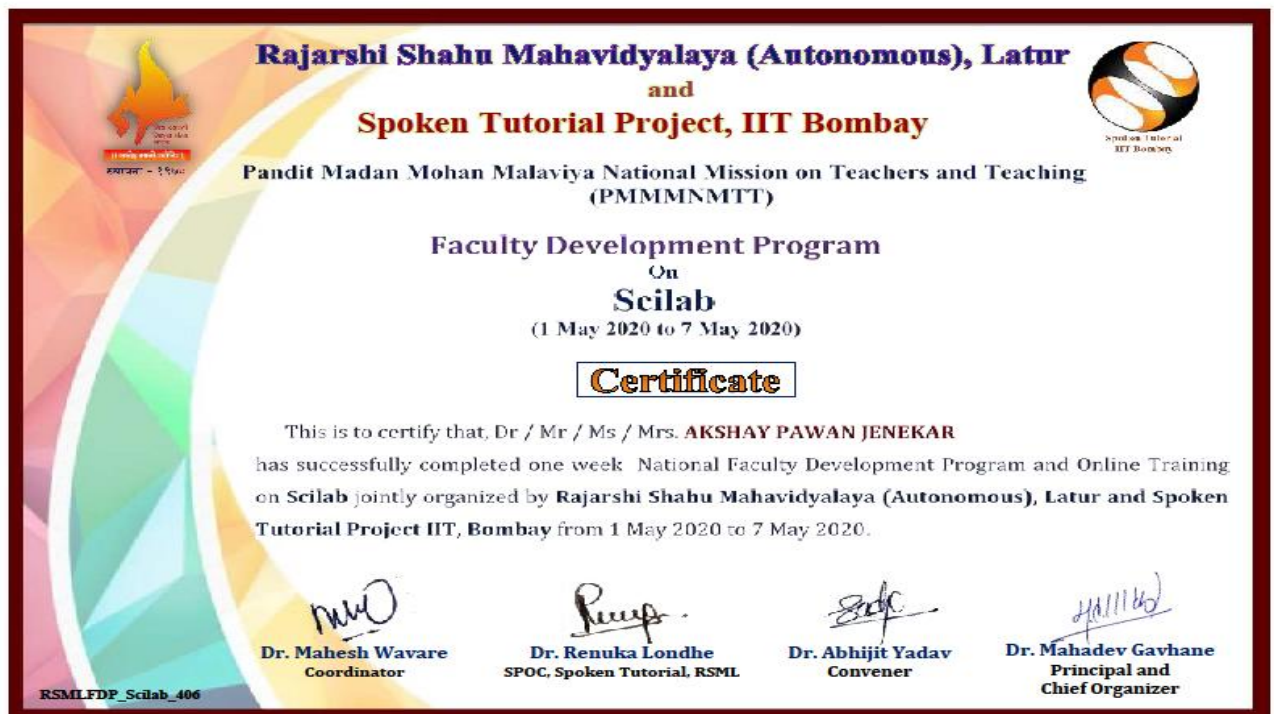 Rajarshi Shahu Mahavidyalaya (Autonomous), Latur
and
Spoken Tutorial Project, IIT Bombay
Spoken Tutorial
IIT Bombay
Pandit Madan Mohan Malaviya National Mission on Teachers and Teaching
(PMMMNMTT)
Faculty Development Program
On
Scilab
(1 May 2020 to 7 May 2020)
Certificate
This is to certify that, Dr / Mr / Ms / Mrs. AKSHAY PAWAN JENEKAR
has successfully completed one week National Faculty Development Program and Online Training
on Scilab jointly organized by Rajarshi Shahu Mahavidyalaya (Autonomous), Latur and Spoken
Tutorial Project IIT, Bombay from 1 May 2020 to 7 May 2020.
Dr. Mahesh Wavare
Coordinator
Dr. Renuka Londhe
SPOC, Spoken Tutorial, RSML
Dr. Abhijit Yadav
Convener
Dr. Mahadev Gavhane
Principal and
Chief Organizer
RSMLFDP_Scilab_406